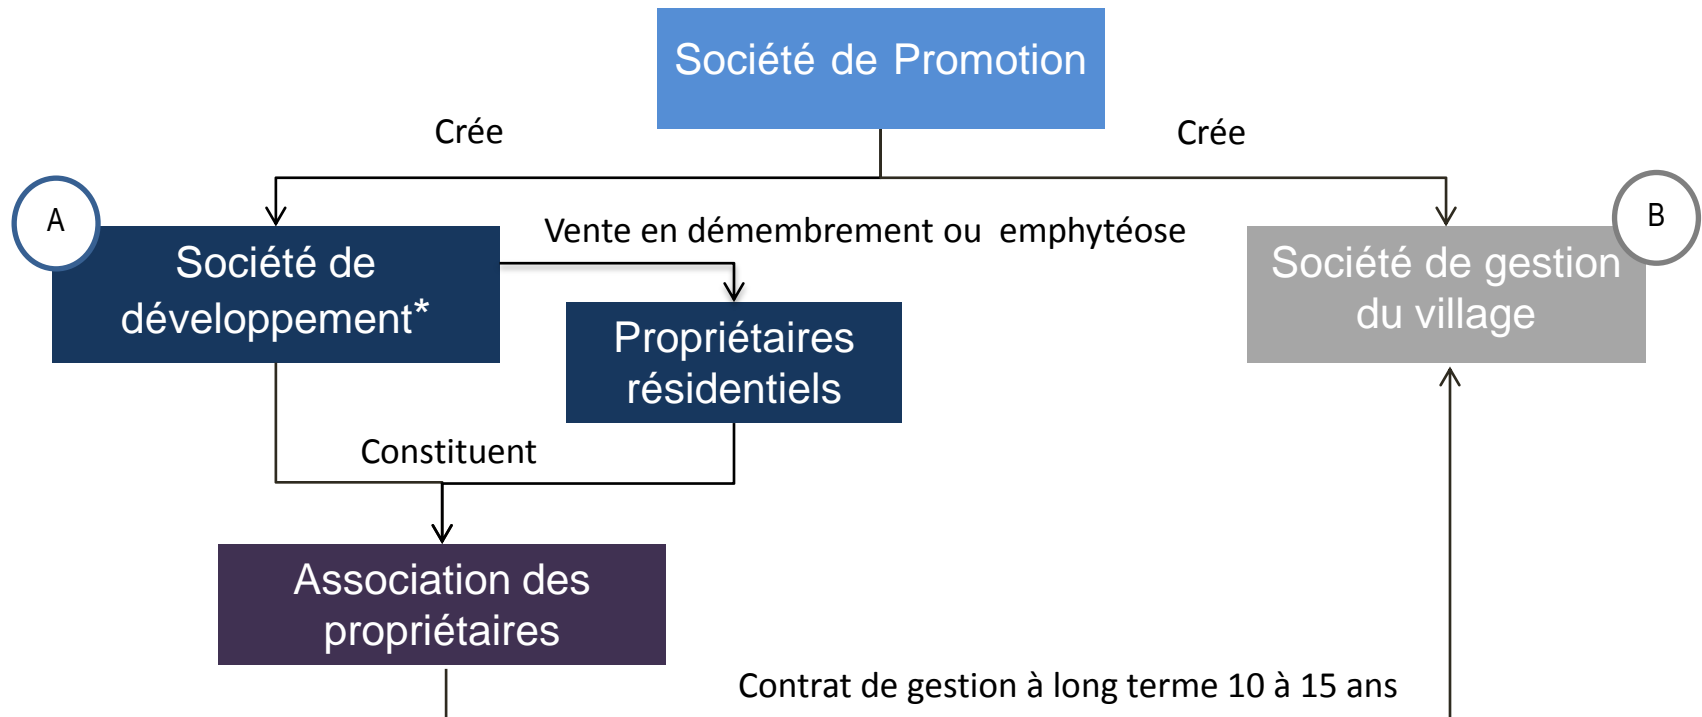 Société de Promotion
Crée
Crée
A
B
Vente en démembrement ou  emphytéose
Société de
développement*
Société de gestion
du village
Propriétaires
résidentiels
Constituent
Association des
propriétaires
Contrat de gestion à long terme 10 à 15 ans